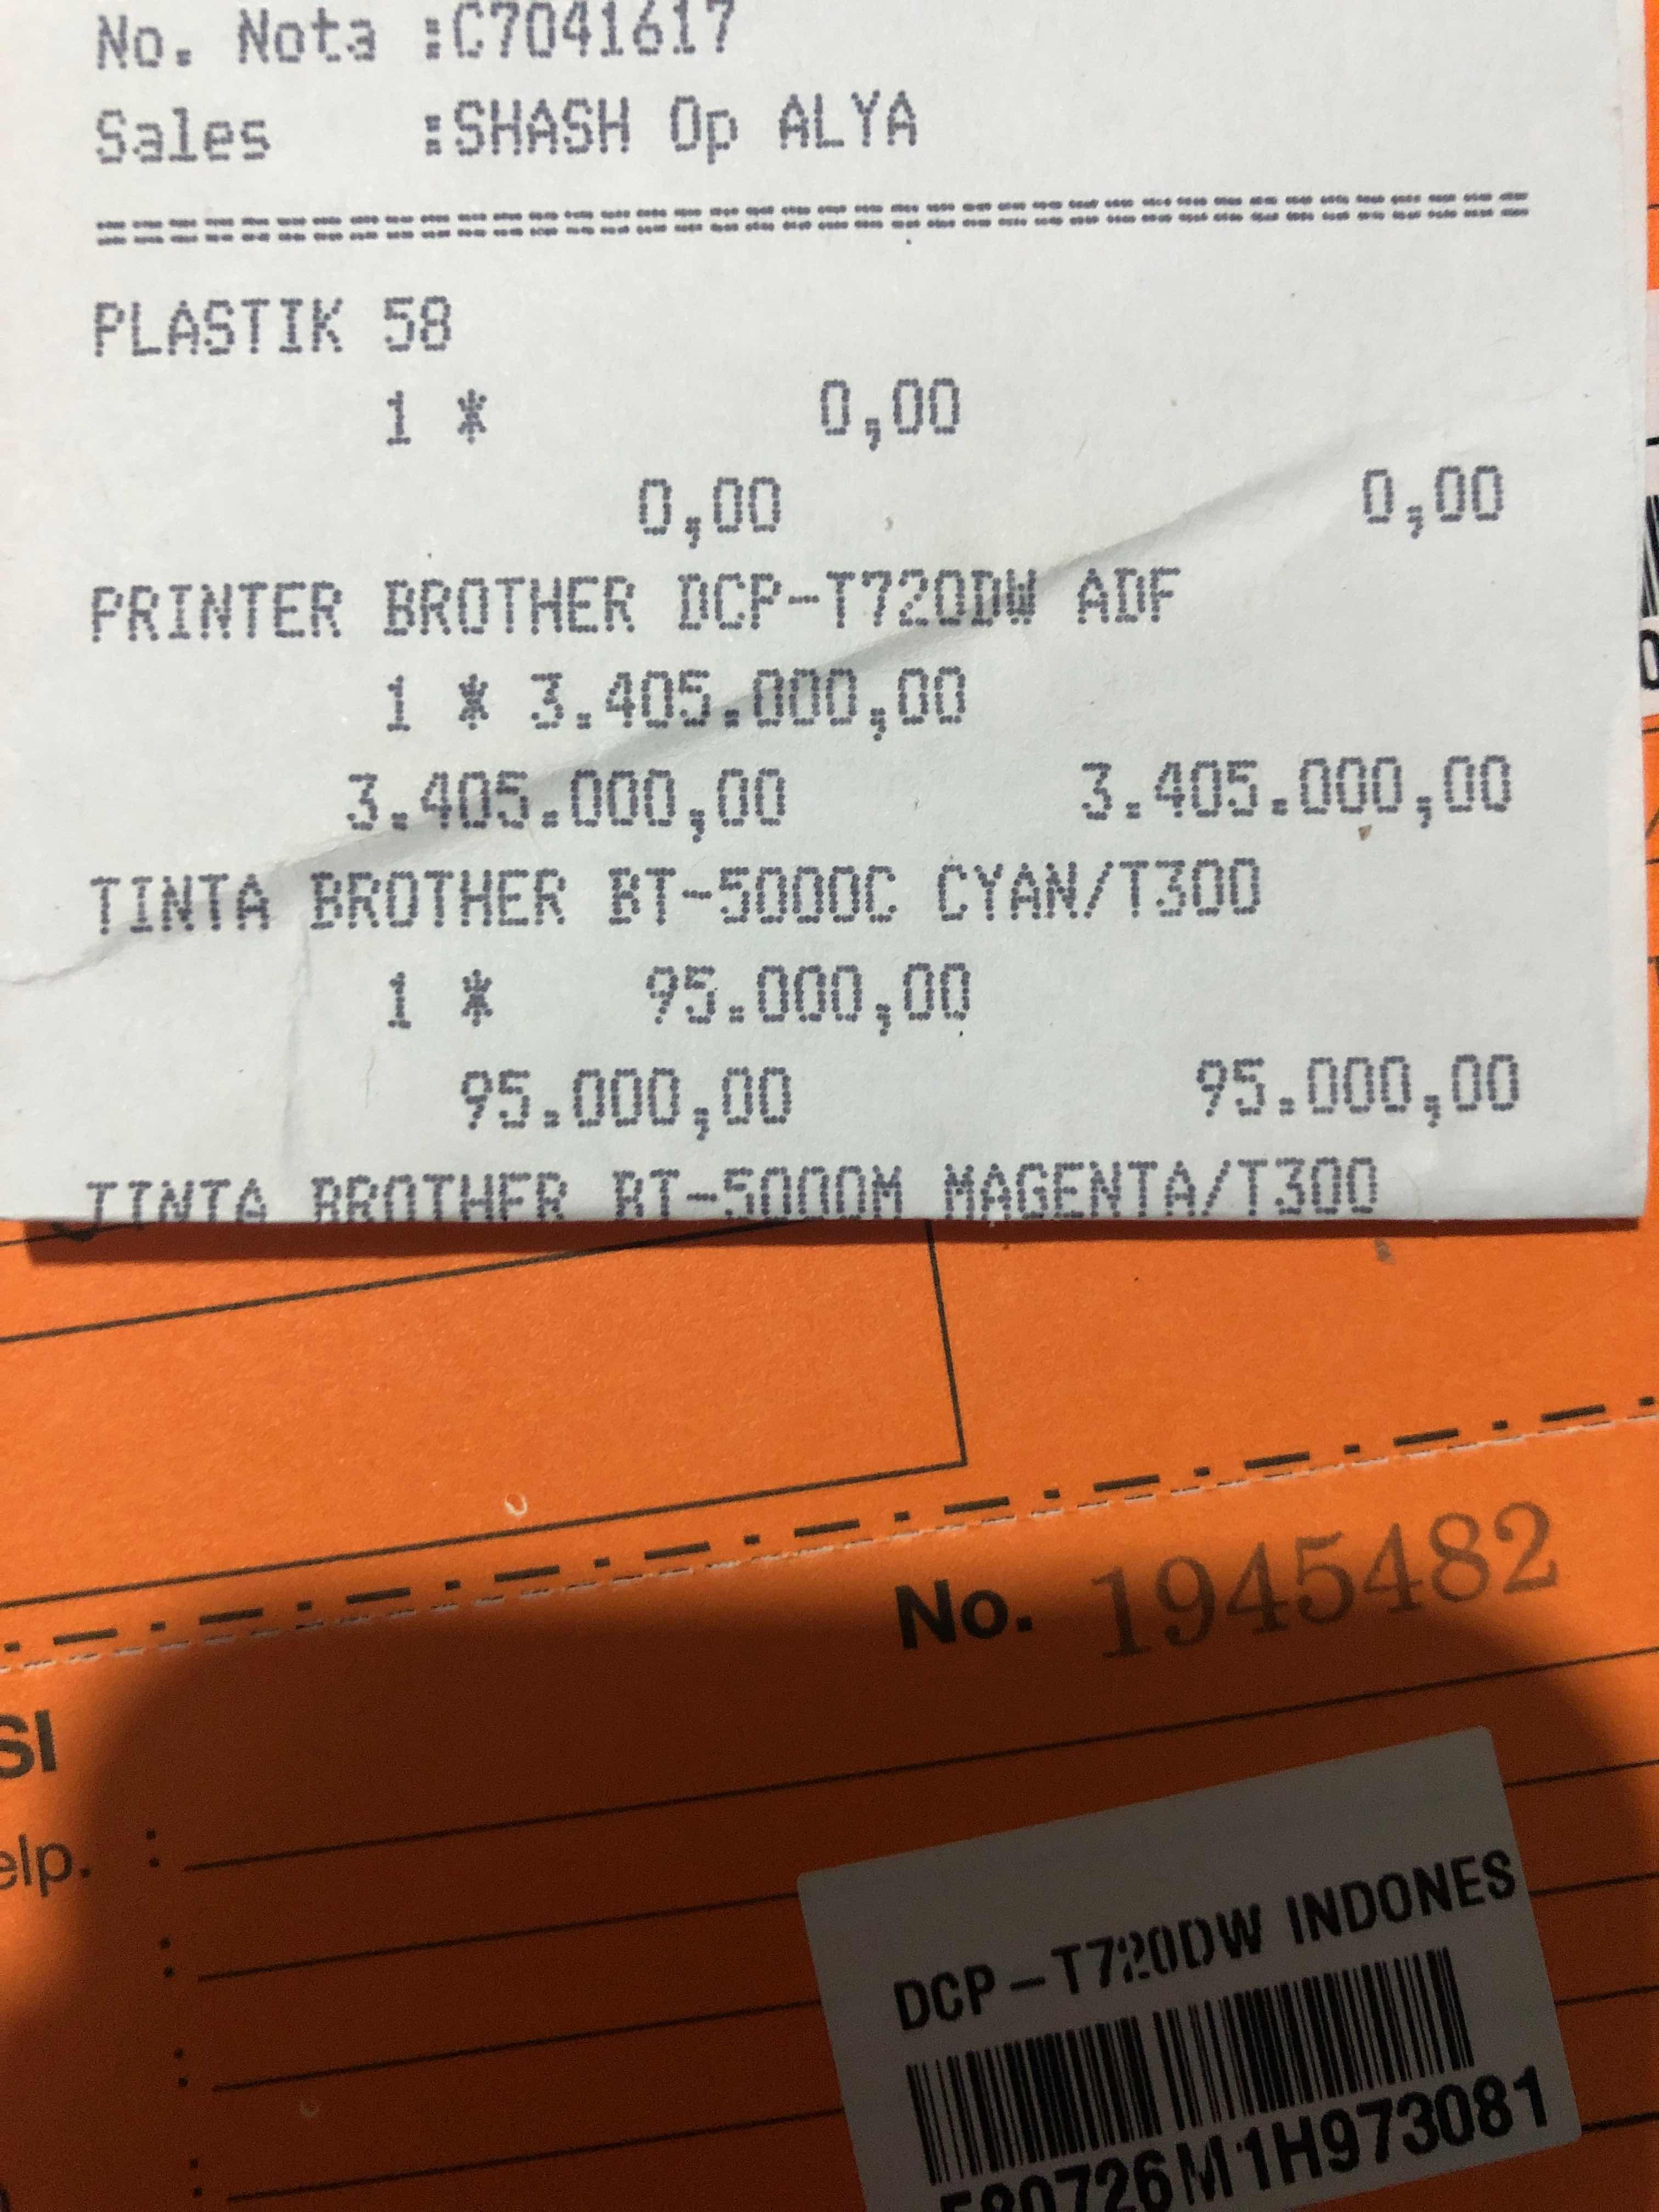 No. Nota :C7041617
Sales :SHASH Op ALYA
PLASTIK 58
1 * 0,00
0,00 0,00
PRINTER BROTHER DCP-T720DW ADF
1 * 3.405.000,00
3.405.000,00 3.405.000,00
TINTA BROTHER BT-5000C CYAN/T300
1 * 95.000,00
95.000,00 95.000,00
TINTA BROTHER BT-5000M MAGENTA/T300
No. 1945482
SI
elp. :
:
:
:
DCP-T720DW INDONES
E80726M1H973081